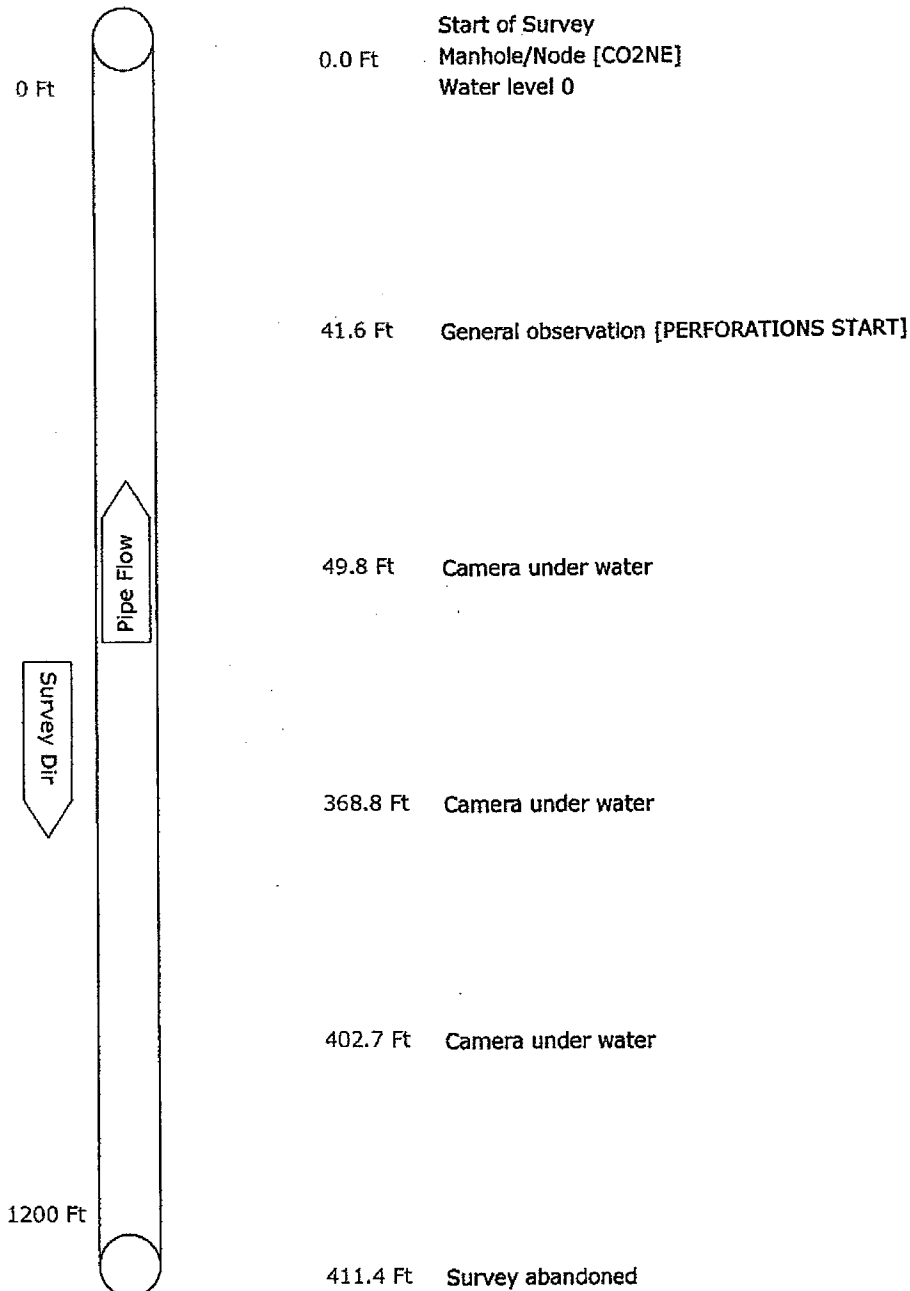 Start of Survey
0.0 Ft Manhole/Node [CO2NE]
0 Ft Water level 0
41.6 Ft General observation [PERFORATIONS START]
Pipe Flow
49.8 Ft Camera under water
Survey Dir
368.8 Ft Camera under water
402.7 Ft Camera under water
1200 Ft
411.4 Ft Survey abandoned